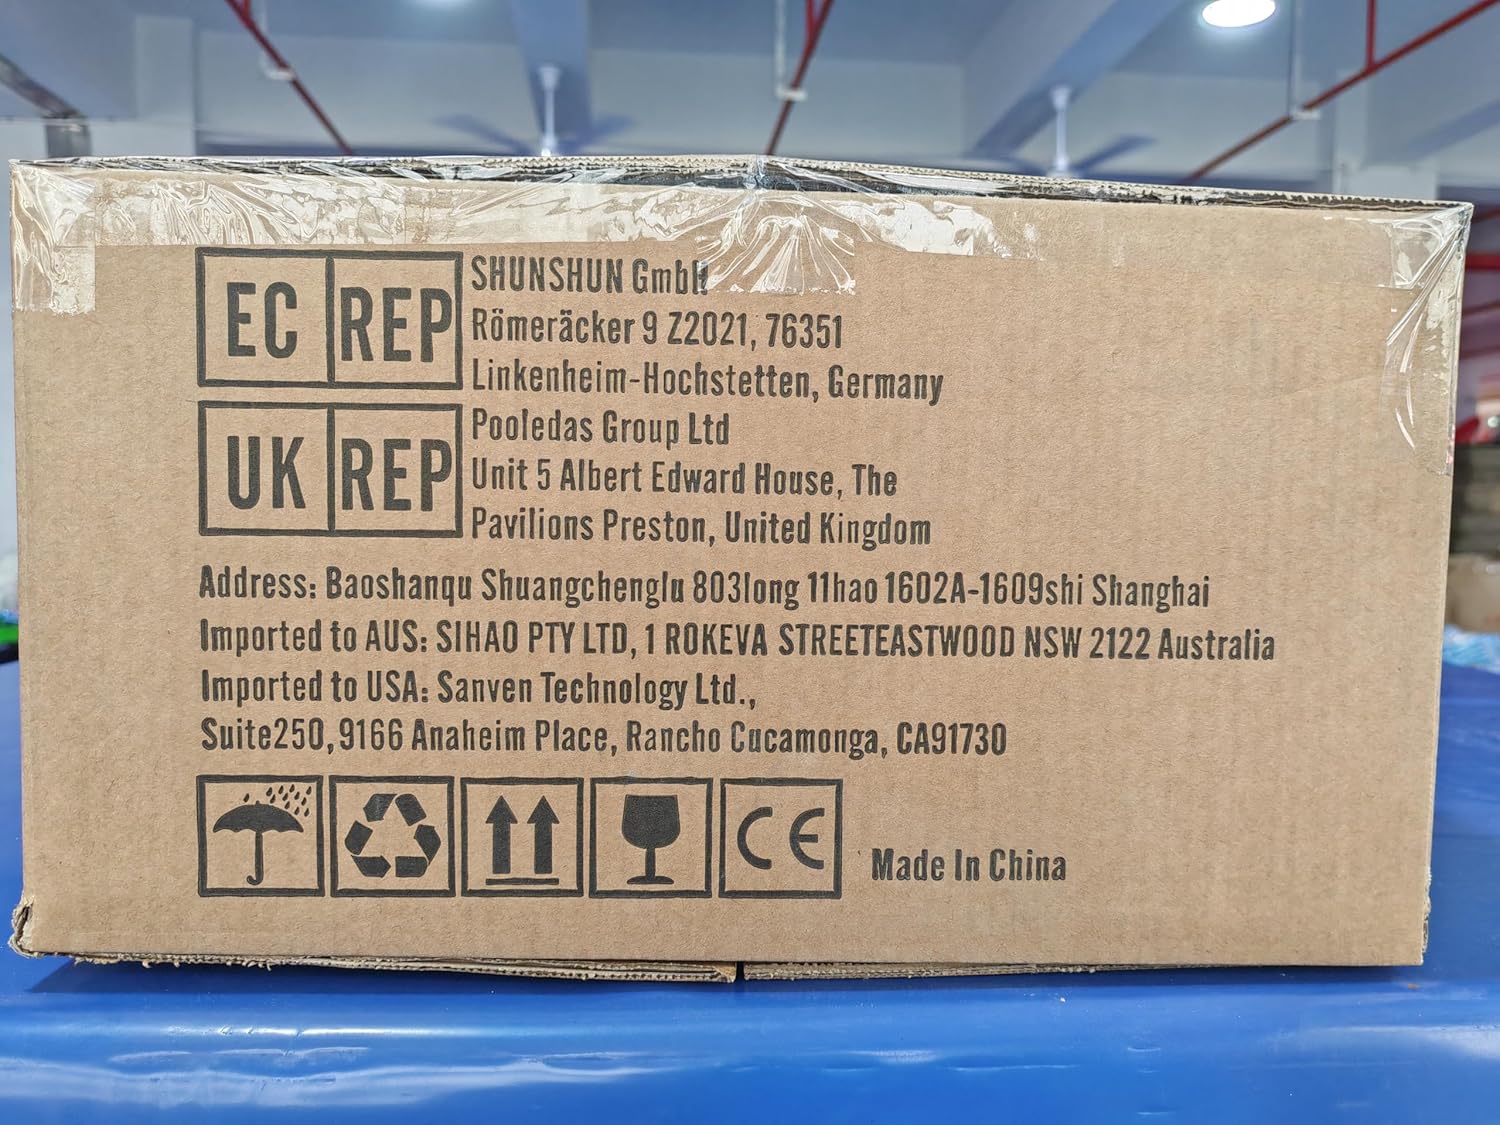 EC REP
SHUNSHUN GmbH
Römeräcker 9 Z2021, 76351
Linkenheim-Hochstetten, Germany
UK REP
Pooledas Group Ltd
Unit 5 Albert Edward House, The
Pavilions Preston, United Kingdom
Address: Baoshanqu Shuangchenglu 803long 11hao 1602A-1609shi Shanghai
Imported to AUS: SIHAO PTY LTD, 1 ROKEVA STREETEASTWOOD NSW 2122 Australia
Imported to USA: Sanven Technology Ltd.,
Suite250,9166 Anaheim Place, Rancho Cucamonga, CA91730
CE
Made In China